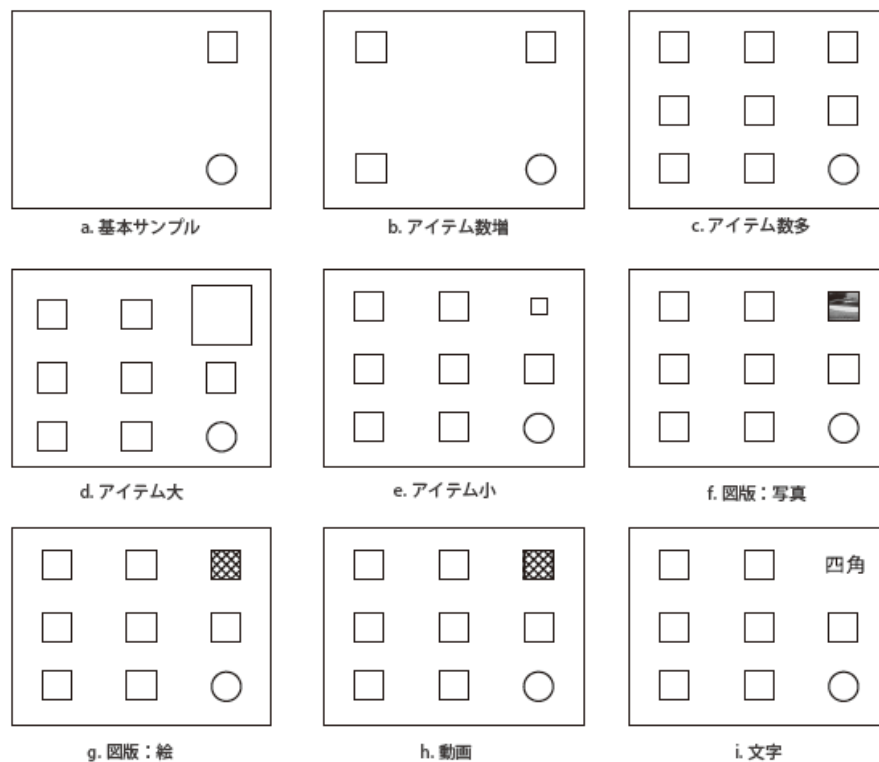 a. 基本サンプル
b. アイテム数増
c. アイテム数多
d. アイテム大
e. アイテム小
f. 図版：写真
四角
g. 図版：絵
h. 動画
i. 文字